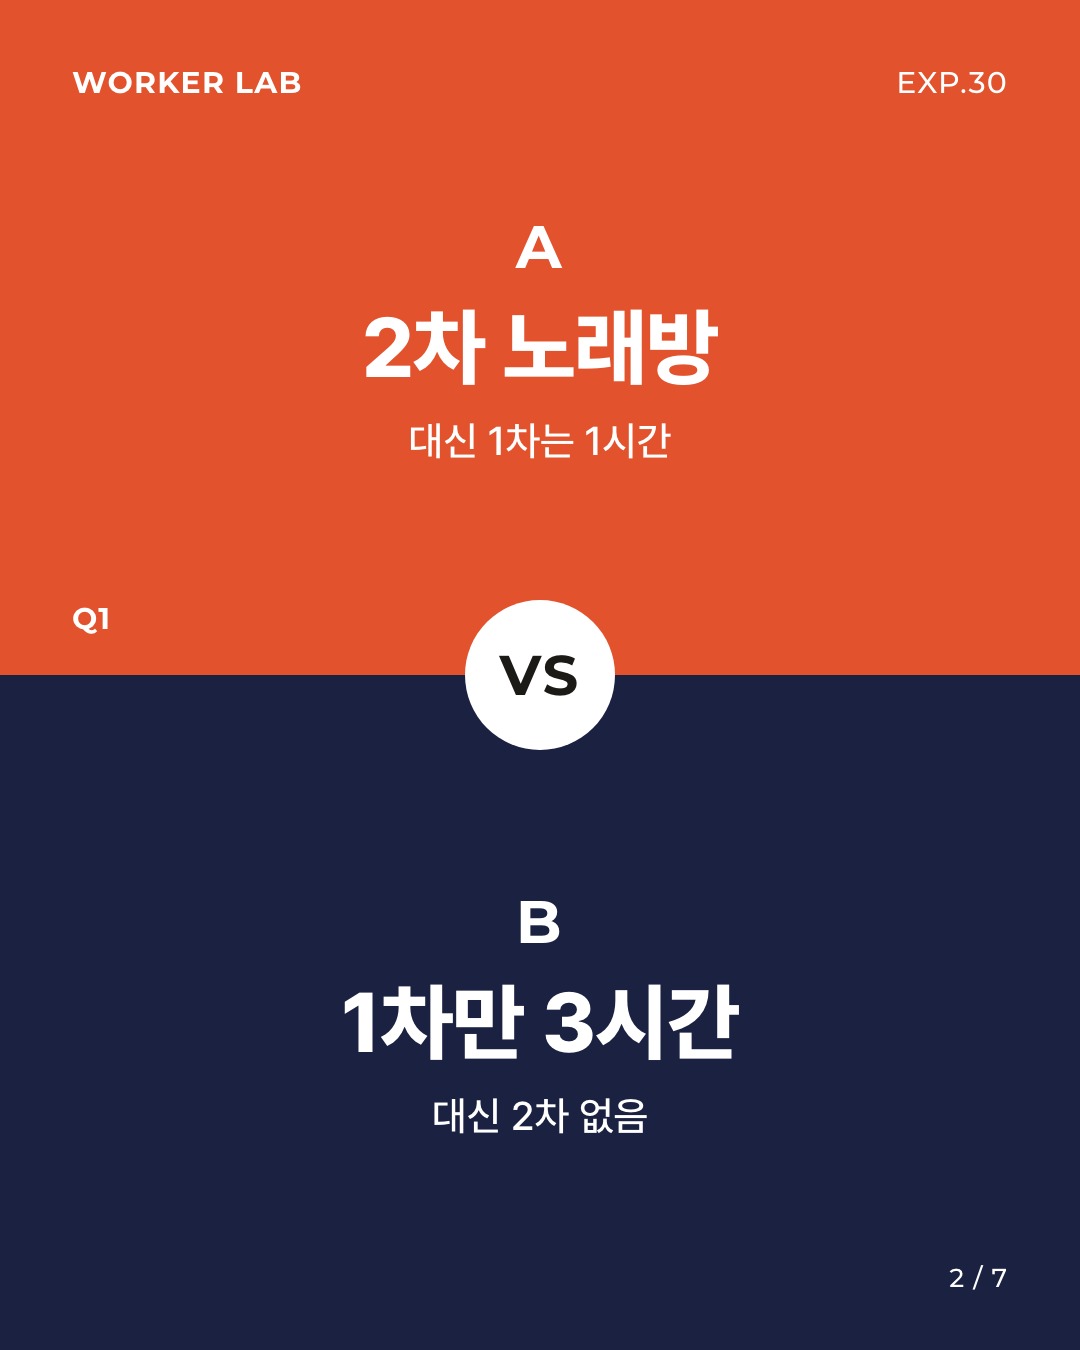 WORKER LAB
EXP.30
A
2차 노래방
대신 1차는 1시간
Q1
VS
B
1차만 3시간
대신 2차 없음
2 / 7